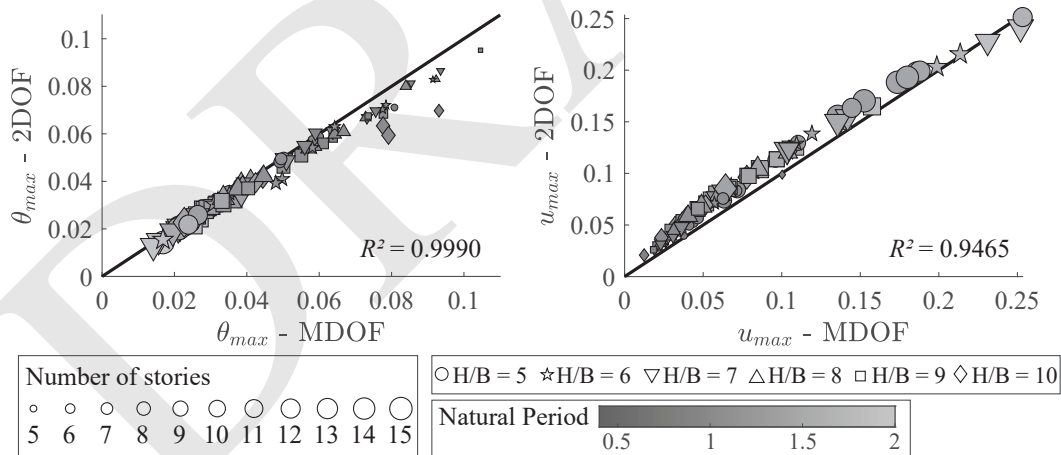 θmax - 2DOF
0.1
0.08
0.06
0.04
0.02
0
R² = 0.9990
0 0.02 0.04 0.06 0.08 0.1
θmax - MDOF
umax - 2DOF
0.25
0.2
0.15
0.1
0.05
0
R² = 0.9465
0 0.05 0.1 0.15 0.2 0.25
umax - MDOF
Number of stories
5 6 7 8 9 10 11 12 13 14 15
H/B = 5 H/B = 6 H/B = 7 H/B = 8 H/B = 9 H/B = 10
Natural Period
0.5 1 1.5 2
DRA